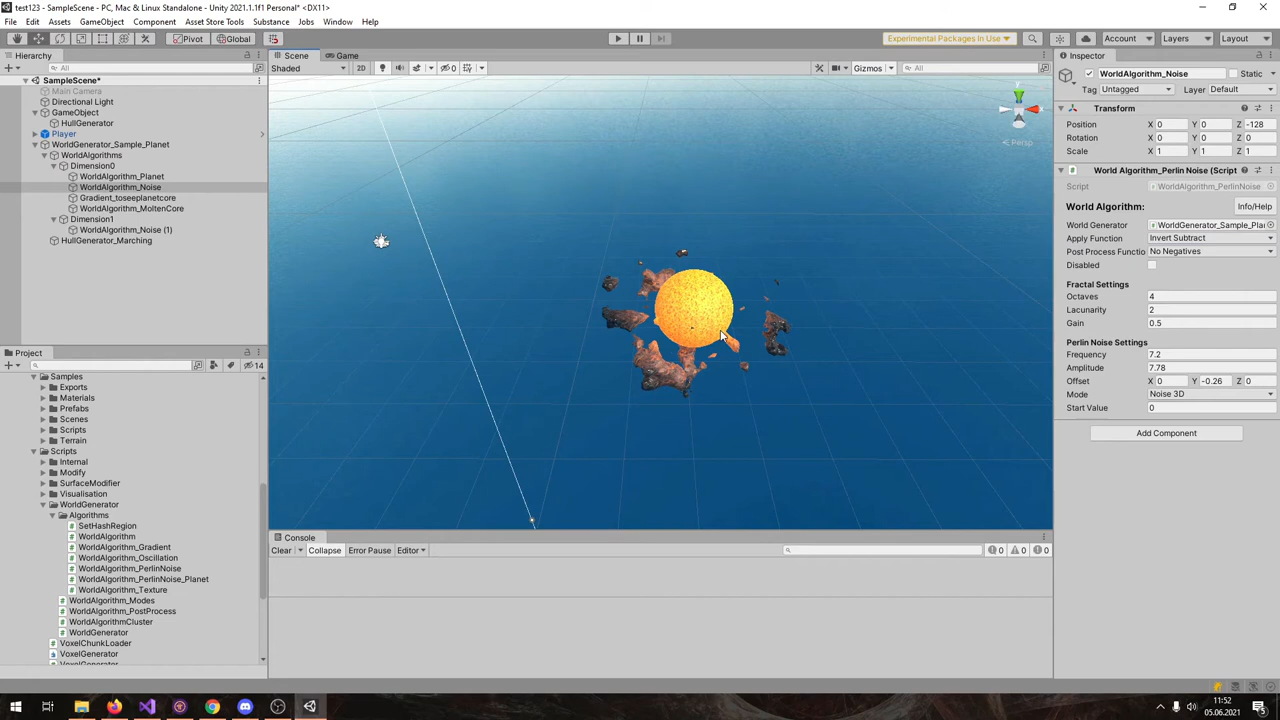 test123 - SampleScene - PC, Mac & Linux Standalone - Unity 2021.1.1f1 Personal* <DX11>
File Edit Assets GameObject Component Asset Store Tools Substance Jobs Window Help
Pivot Global Experimental Packages In Use Account Layers Layout
Hierarchy
All
SampleScene*
Main Camera
Directional Light
GameObject
HullGenerator
Player
WorldGenerator_Sample_Planet
WorldAlgorithms
Dimension0
WorldAlgorithm_Planet
WorldAlgorithm_Noise
Gradient_toseeplanetcore
WorldAlgorithm_MoltenCore
Dimension1
WorldAlgorithm_Noise (1)
HullGenerator_Marching
Project
14
Samples
Exports
Materials
Prefabs
Scenes
Scripts
Terrain
Scripts
Internal
Modify
SurfaceModifier
Visualisation
WorldGenerator
Algorithms
SetHashRegion
WorldAlgorithm
WorldAlgorithm_Gradient
WorldAlgorithm_Oscillation
WorldAlgorithm_PerlinNoise
WorldAlgorithm_PerlinNoise_Planet
WorldAlgorithm_Texture
WorldAlgorithm_Modes
WorldAlgorithm_PostProcess
WorldAlgorithmCluster
WorldGenerator
VoxelChunkLoader
VoxelGenerator
Scene Game
Shaded 2D 0 Gizmos All
y
x
Persp
Console
Clear Collapse Error Pause Editor 0 0 0
Inspector
WorldAlgorithm_Noise Static
Tag Untagged Layer Default
Transform
Position X 0 Y 0 Z -128
Rotation X 0 Y 0 Z 0
Scale X 1 Y 1 Z 1
World Algorithm_Perlin Noise (Script
Script WorldAlgorithm_PerlinNoise
World Algorithm: Info/Help
World Generator WorldGenerator_Sample_Pla
Apply Function Invert Subtract
Post Process Functio No Negatives
Disabled
Fractal Settings
Octaves 4
Lacunarity 2
Gain 0.5
Perlin Noise Settings
Frequency 7.2
Amplitude 7.78
Offset X 0 Y -0.26 Z 0
Mode Noise 3D
Start Value 0
Add Component
11:52
05.06.2021